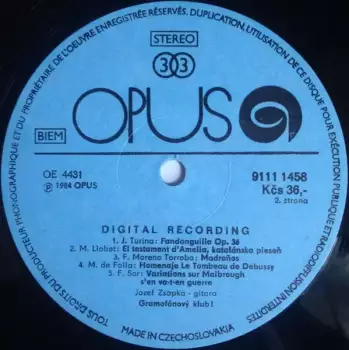 TOUS DROITS DU PRODUCTEUR PHONOGRAPHIQUE ET DU PROPRIÉTAIRE DE L'OEUVRE ENREGISTRÉE RÉSERVÉS. DUPLICATION, UTILISATION DE CE DISQUE POUR EXÉCUTION PUBLIQUE ET RADIODIFFUSION INTERDITES
STEREO
33
OPUS
BIEM
OE 4431
℗ 1984 OPUS
9111 1458
Kčs 36,-
2. strana
DIGITAL RECORDING
1. J. Turina: Fandanguillo Op. 36
2. M. Llobet: El testament d'Amelia, katalánska pieseň
3. F. Moreno Torroba: Madroños
4. M. de Falla: Homenaje Le Tombeau de Debussy
5. F. Sor: Variations sur Malbrough
s'en va-t-en guerre
Jozef Zsapka - gitara
Gramofónový klub!
MADE IN CZECHOSLOVAKIA